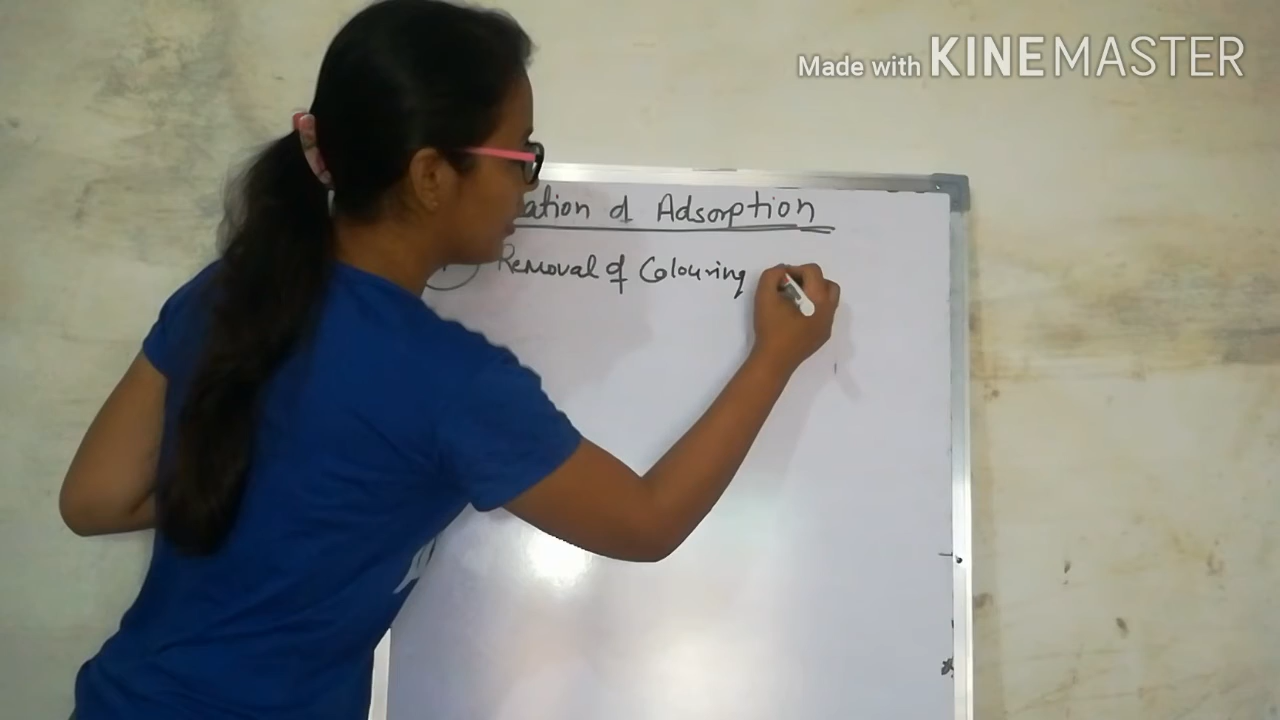 Made with KINEMASTER
ation of Adsorption
Removal of Colouring